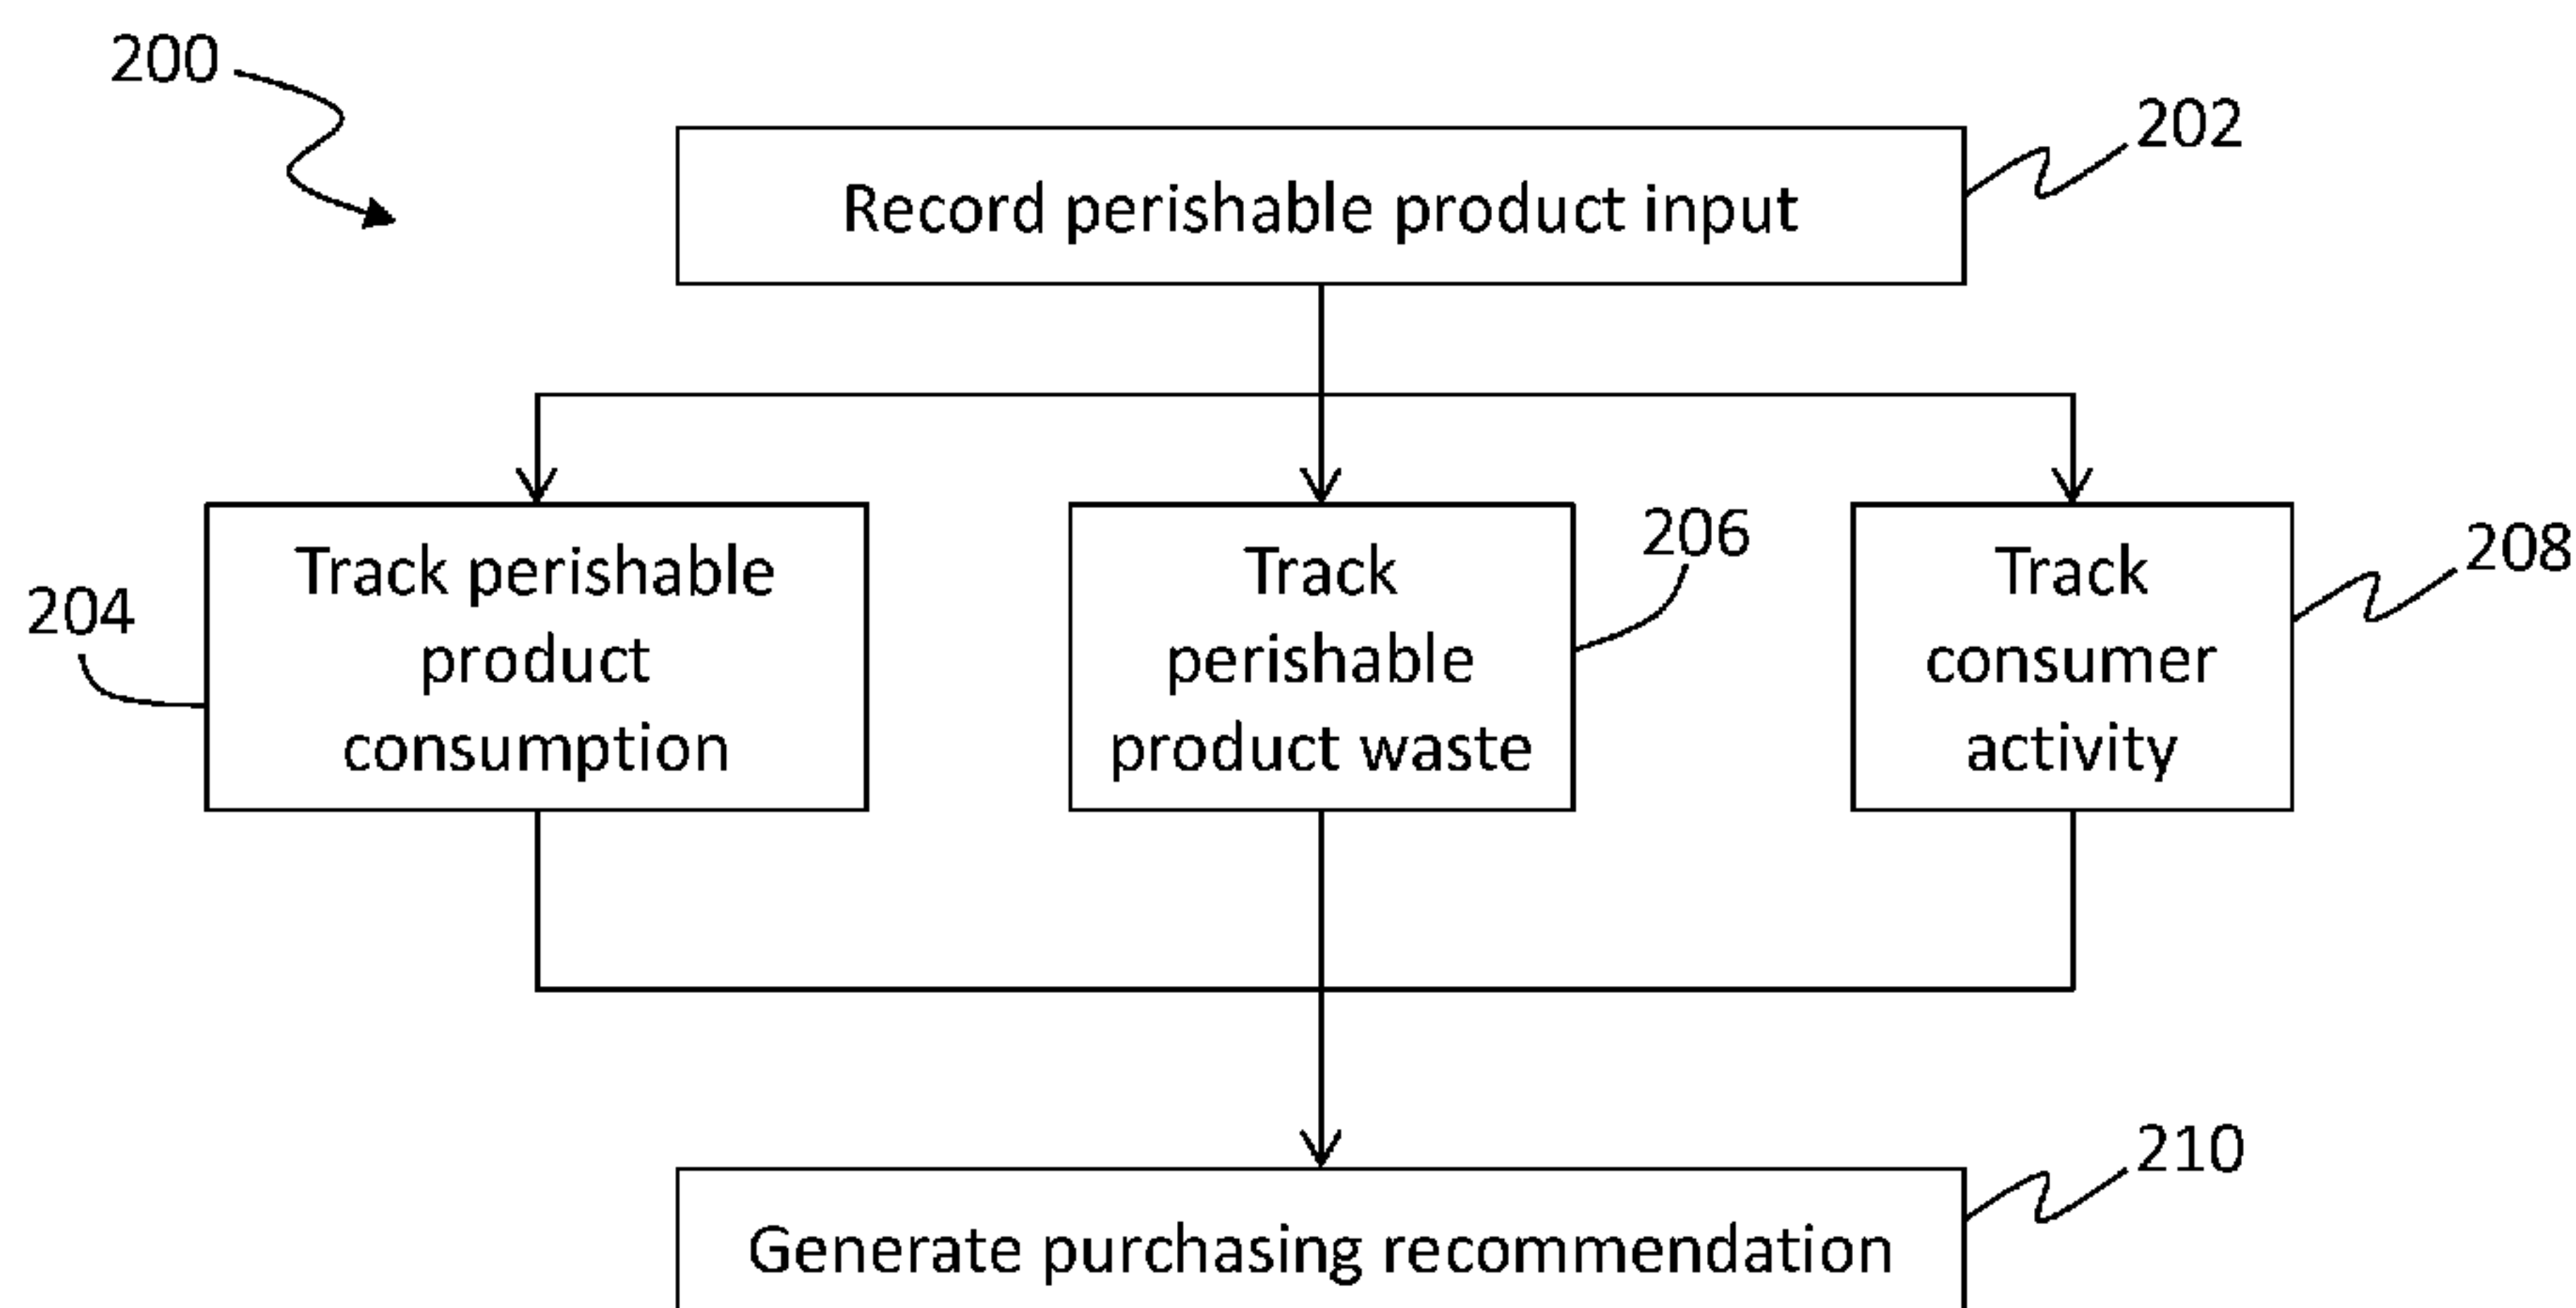 200
202
Record perishable product input
204
Track perishable
product
consumption
206
Track
perishable
product waste
208
Track
consumer
activity
210
Generate purchasing recommendation